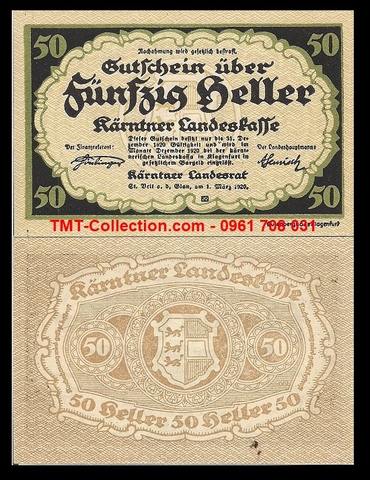 50
50
Nachahmung wird gesetzlich bestraft.
Gutschein über
Fünfzig Heller
Kärntner Landeskasse
Dieser Gutschein besitzt nur bis 31. De-
zember 1920 Gültigkeit und wird im
Monate Dezember 1920 bei der kärnt-
nerischen Landeskassa in Klagenfurt in
gesetzlichem Bargeld eingelöst.
Der Finanzreferent:
Der Landeshauptmann:
Kärntner Landesrat
St. Veit a. d. Glan, am 1. März 1920.
50
50
TMT-Collection.com - 0961 706 031
Kärntner Landeskasse
50
50
50 Heller 50 Heller 50